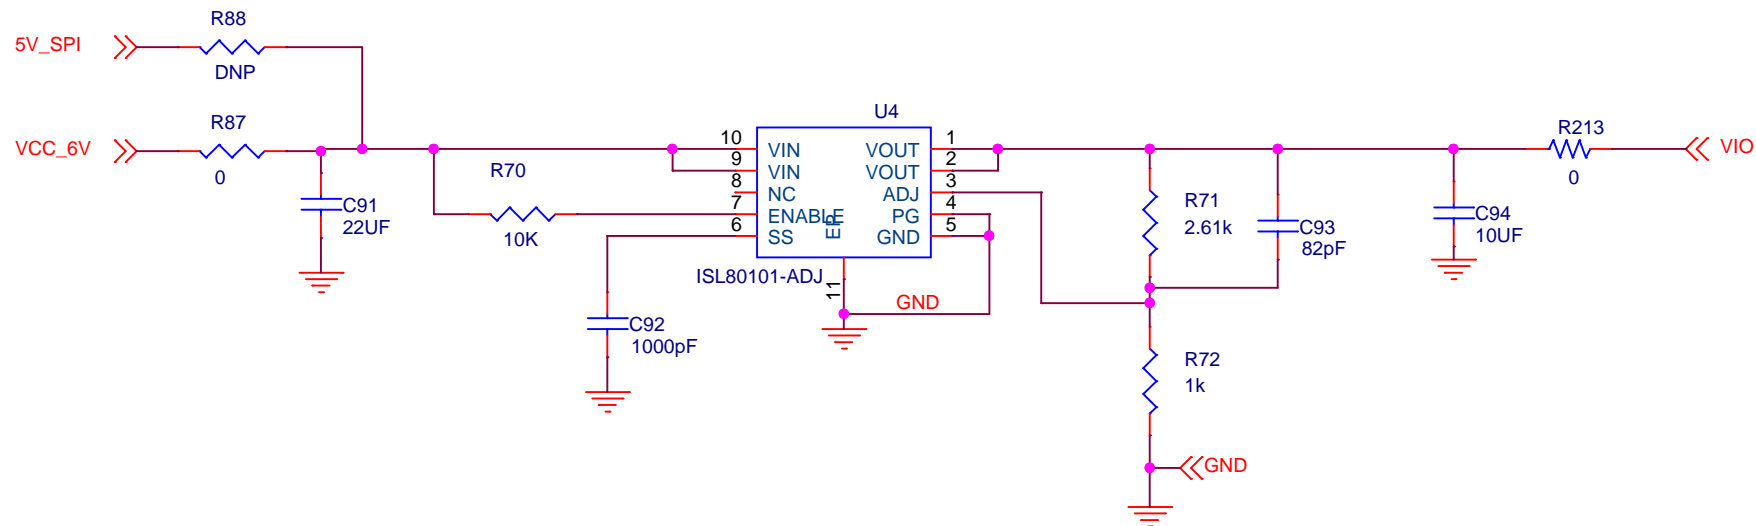 R88
5V_SPI
DNP
R87
VCC_6V
0
C91
22UF
R70
10K
U4
10
VIN
9
VIN
8
NC
7
ENABLE
6
SS
EP
VOUT
1
VOUT
2
ADJ
3
PG
4
GND
5
ISL80101-ADJ
11
GND
C92
1000pF
R71
2.61k
C93
82pF
C94
10UF
R213
0
VIO
R72
1k
GND